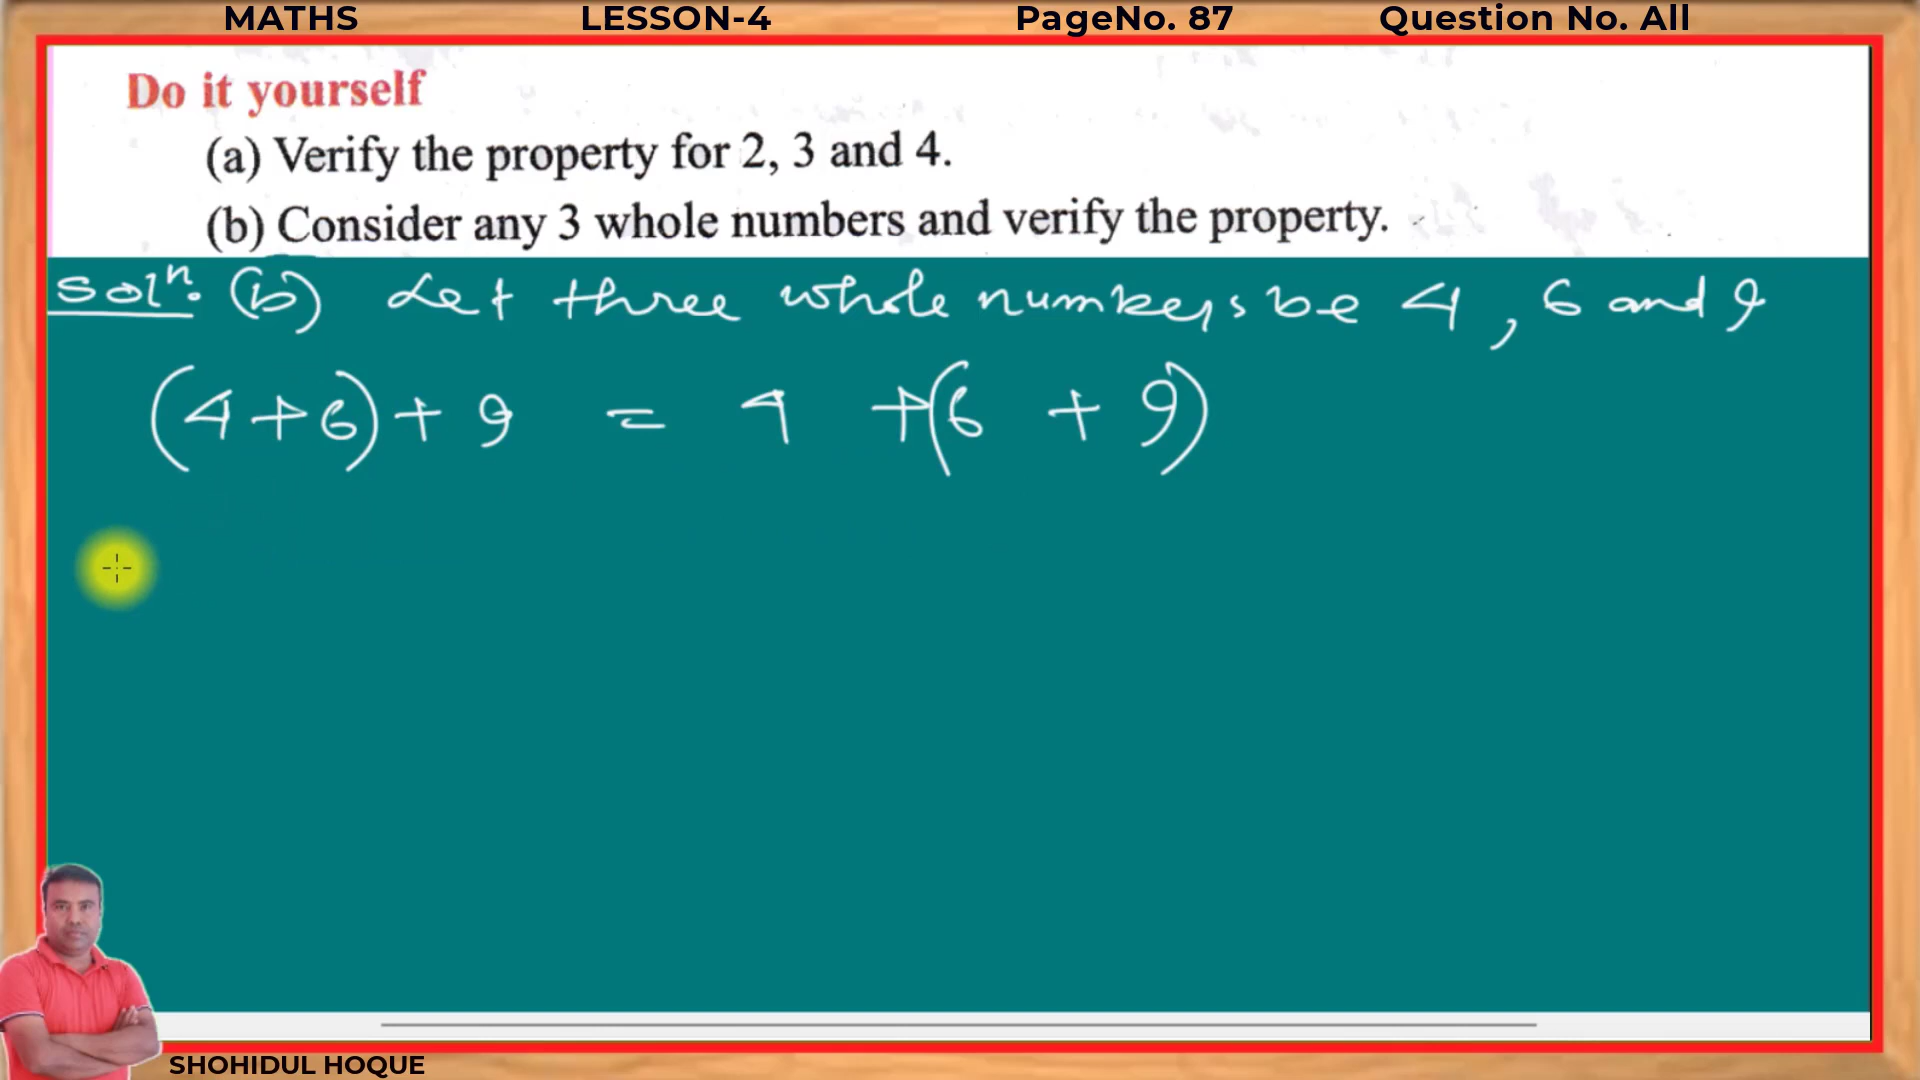 MATHS LESSON-4 PageNo. 87 Question No. All
Do it yourself
(a) Verify the property for 2, 3 and 4.
(b) Consider any 3 whole numbers and verify the property.
Solⁿ. (b) Let three whole numbers be 4, 6 and 9
(4+6)+ 9 = 4 +(6 + 9)
SHOHIDUL HOQUE